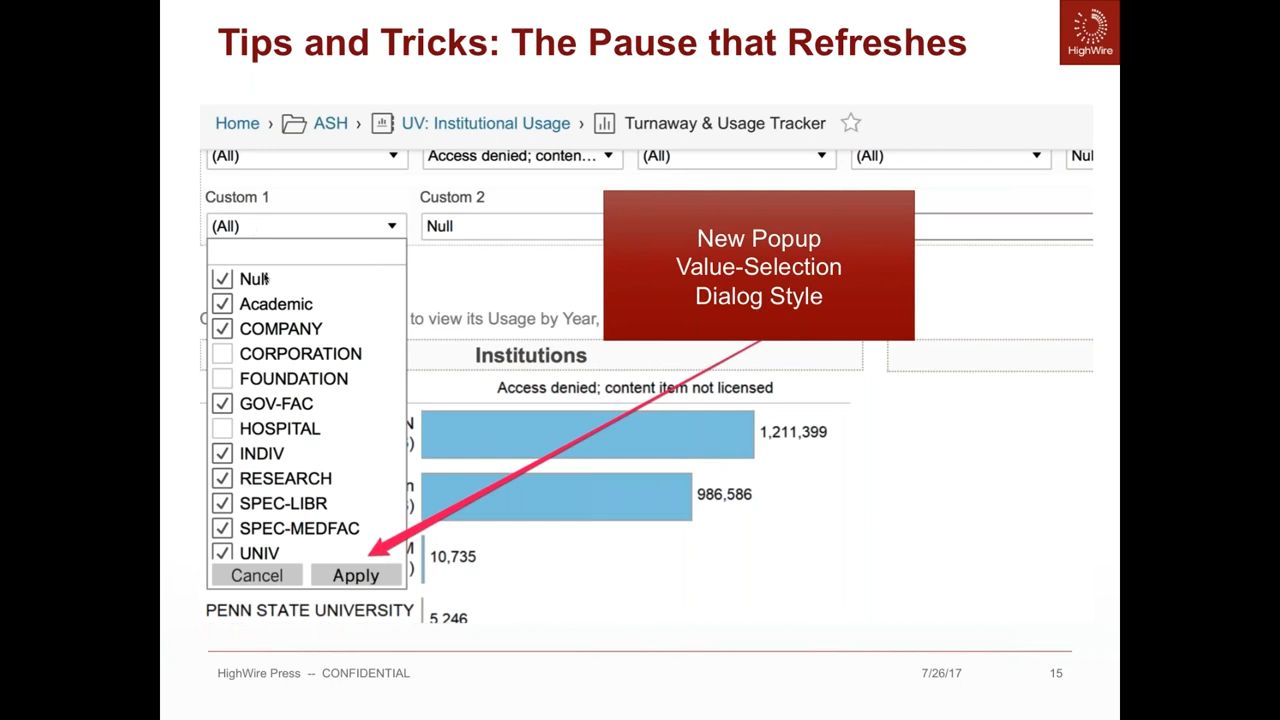 Tips and Tricks: The Pause that Refreshes
HighWire
Home › ASH › UV: Institutional Usage › Turnaway & Usage Tracker
(All) Access denied; conten... (All) (All) Nul
Custom 1 Custom 2
(All) Null
New Popup
Value-Selection
Dialog Style
Null
Academic
COMPANY
to view its Usage by Year,
CORPORATION
Institutions
FOUNDATION
Access denied; content item not licensed
GOV-FAC
HOSPITAL
1,211,399
INDIV
RESEARCH
986,586
SPEC-LIBR
SPEC-MEDFAC
UNIV
10,735
Cancel Apply
PENN STATE UNIVERSITY 5,246
HighWire Press -- CONFIDENTIAL 7/26/17 15